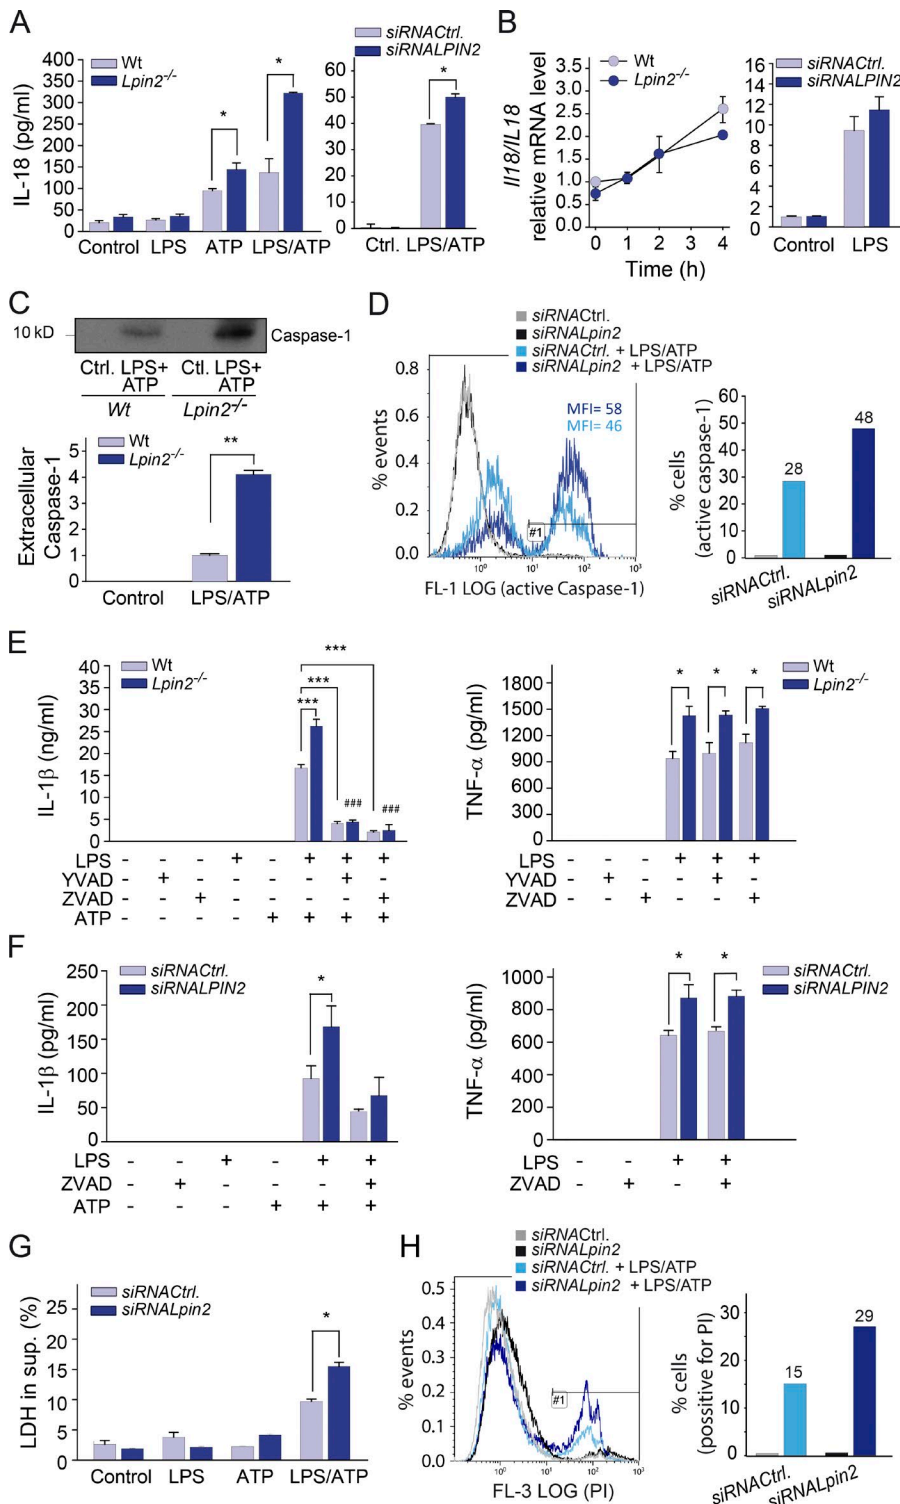 A
Wt
Lpin2-/-
IL-18 (pg/ml)
400
350
300
250
200
150
100
50
0
*
*
Control LPS ATP LPS/ATP
siRNACtrl.
siRNALPIN2
60
40
20
0
*
Ctrl. LPS/ATP
B
Wt
Lpin2-/-
Il18/IL18
relative mRNA level
3.5
3.0
2.5
2.0
1.5
1.0
0.5
0.0
0 1 2 4
Time (h)
siRNACtrl.
siRNALPIN2
16
14
12
10
8
6
4
2
0
Control LPS
C
10 kD
Caspase-1
Ctrl. LPS+ Ctl. LPS+
ATP ATP
Wt Lpin2-/-
Wt
Lpin2-/-
Extracellular
Caspase-1
5
4
3
2
1
0
**
Control LPS/ATP
D
siRNACtrl.
siRNALpin2
siRNACtrl. + LPS/ATP
siRNALpin2 + LPS/ATP
% events
0.8
0.6
0.4
0.2
0.0
MFI= 58
MFI= 46
#1
10⁰ 10¹ 10² 10³
FL-1 LOG (active Caspase-1)
% cells
(active caspase-1)
60
50
40
30
20
10
0
28
48
siRNACtrl.
siRNALpin2
E
Wt
Lpin2-/-
IL-1β (ng/ml)
40
35
30
25
20
15
10
5
0
***
***
***
###
###
LPS - - - + - + + +
YVAD - + - - - - + -
ZVAD - - + - - - - +
ATP - - - - + + + +
Wt
Lpin2-/-
TNF-α (pg/ml)
1800
1500
1200
900
600
300
0
* * *
LPS - - - + + +
YVAD - + - - + -
ZVAD - - + - - +
F
siRNACtrl.
siRNALPIN2
IL-1β (pg/ml)
250
200
150
100
50
0
*
LPS - - + - + +
ZVAD - + - - - +
ATP - - - + + +
siRNACtrl.
siRNALPIN2
TNF-α (pg/ml)
1000
800
600
400
200
0
* *
LPS - - + +
ZVAD - + - +
G
siRNACtrl.
siRNALpin2
LDH in sup. (%)
25
20
15
10
5
0
*
Control LPS ATP LPS/ATP
H
siRNACtrl.
siRNALpin2
siRNACtrl. + LPS/ATP
siRNALpin2 + LPS/ATP
% events
0.5
0.4
0.3
0.2
0.1
0.0
#1
10⁰ 10¹ 10² 10³
FL-3 LOG (PI)
% cells
(possitive for PI)
30
20
10
0
15
29
siRNACtrl.
siRNALpin2